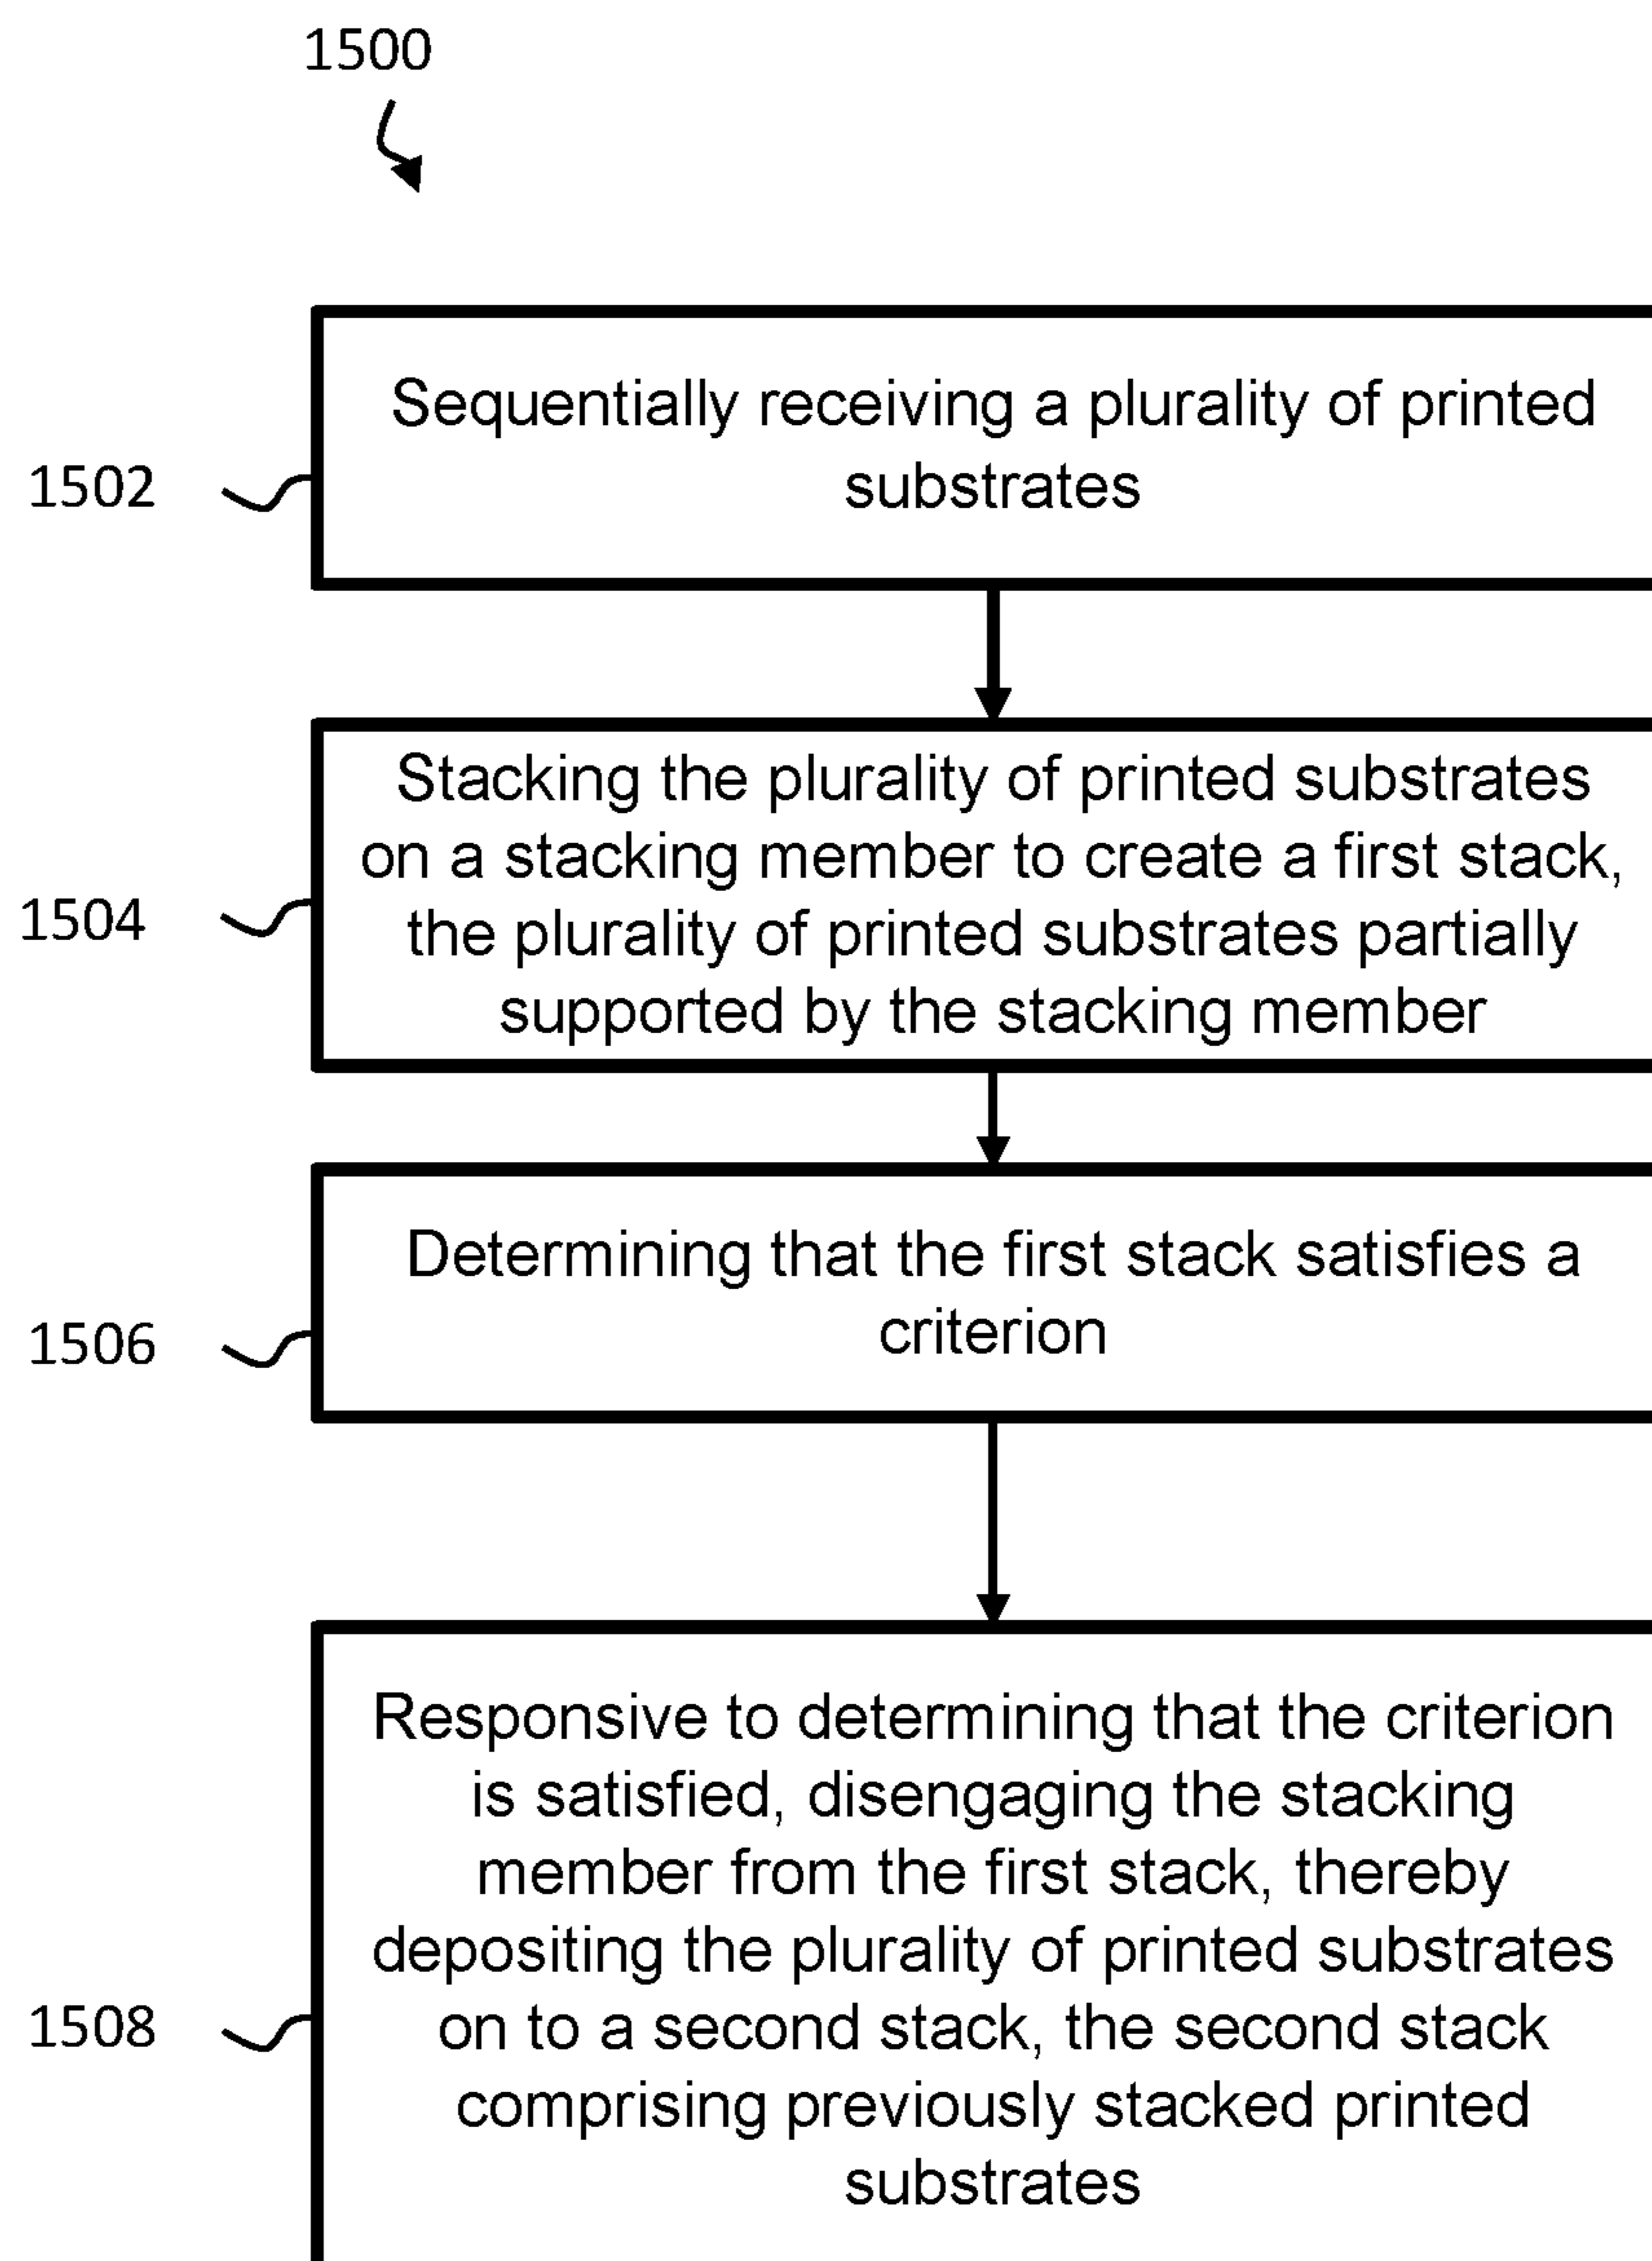 1500
Sequentially receiving a plurality of printed
substrates
1502
Stacking the plurality of printed substrates
on a stacking member to create a first stack,
the plurality of printed substrates partially
supported by the stacking member
1504
Determining that the first stack satisfies a
criterion
1506
Responsive to determining that the criterion
is satisfied, disengaging the stacking
member from the first stack, thereby
depositing the plurality of printed substrates
on to a second stack, the second stack
comprising previously stacked printed
substrates
1508